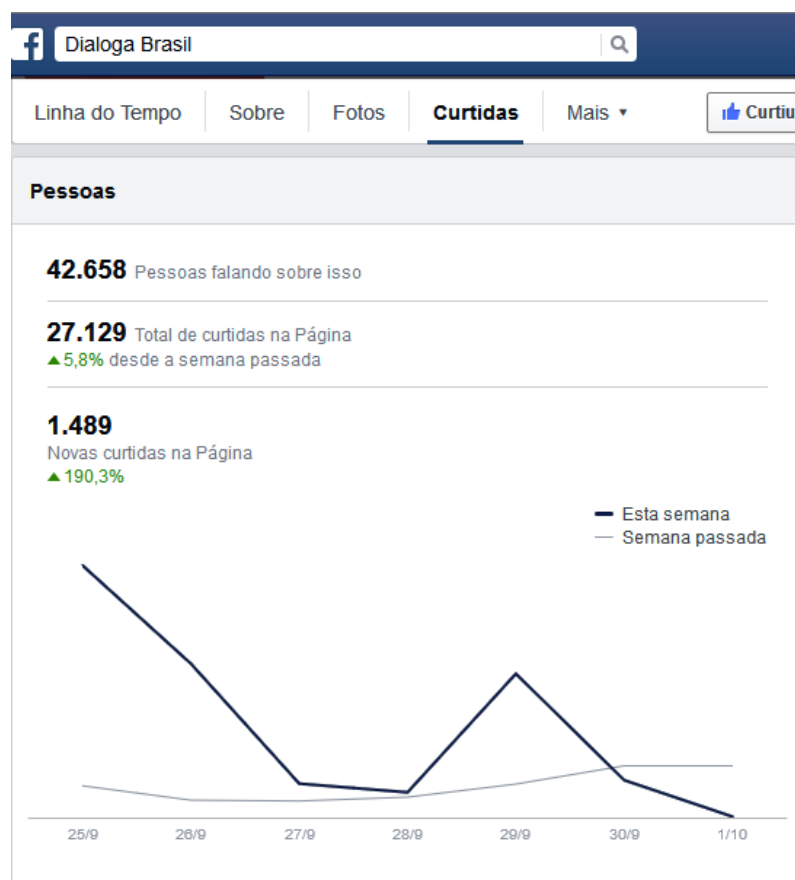 f Dialoga Brasil
Linha do Tempo Sobre Fotos Curtidas Mais Curtiu
Pessoas
42.658 Pessoas falando sobre isso
27.129 Total de curtidas na Página
5,8% desde a semana passada
1.489
Novas curtidas na Página
190,3%
Esta semana
Semana passada
25/9 26/9 27/9 28/9 29/9 30/9 1/10